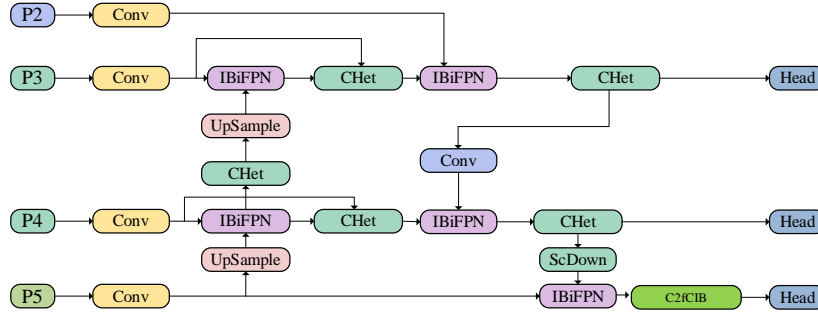 P2 Conv
P3 Conv IBiFPN CHet IBiFPN CHet Head
UpSample
Conv
CHet
P4 Conv IBiFPN CHet IBiFPN CHet Head
UpSample ScDown
P5 Conv IBiFPN C2fCIB Head